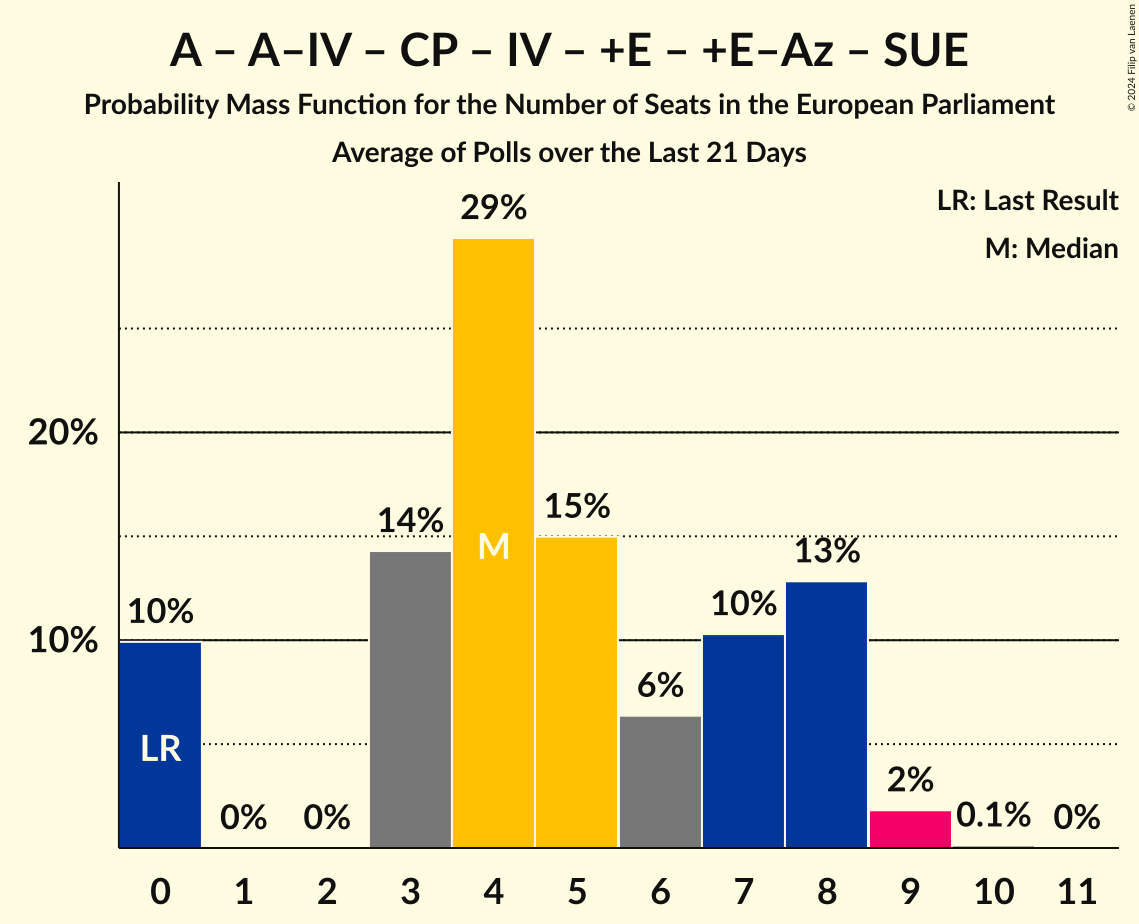 A – A–IV – CP – IV – +E – +E–Az – SUE
Probability Mass Function for the Number of Seats in the European Parliament
Average of Polls over the Last 21 Days
© 2024 Filip van Laenen
LR: Last Result
M: Median
29%
20%
15%
14%
M
13%
10%
10%
10%
6%
LR
2%
0%
0%
0.1%
0%
0 1 2 3 4 5 6 7 8 9 10 11